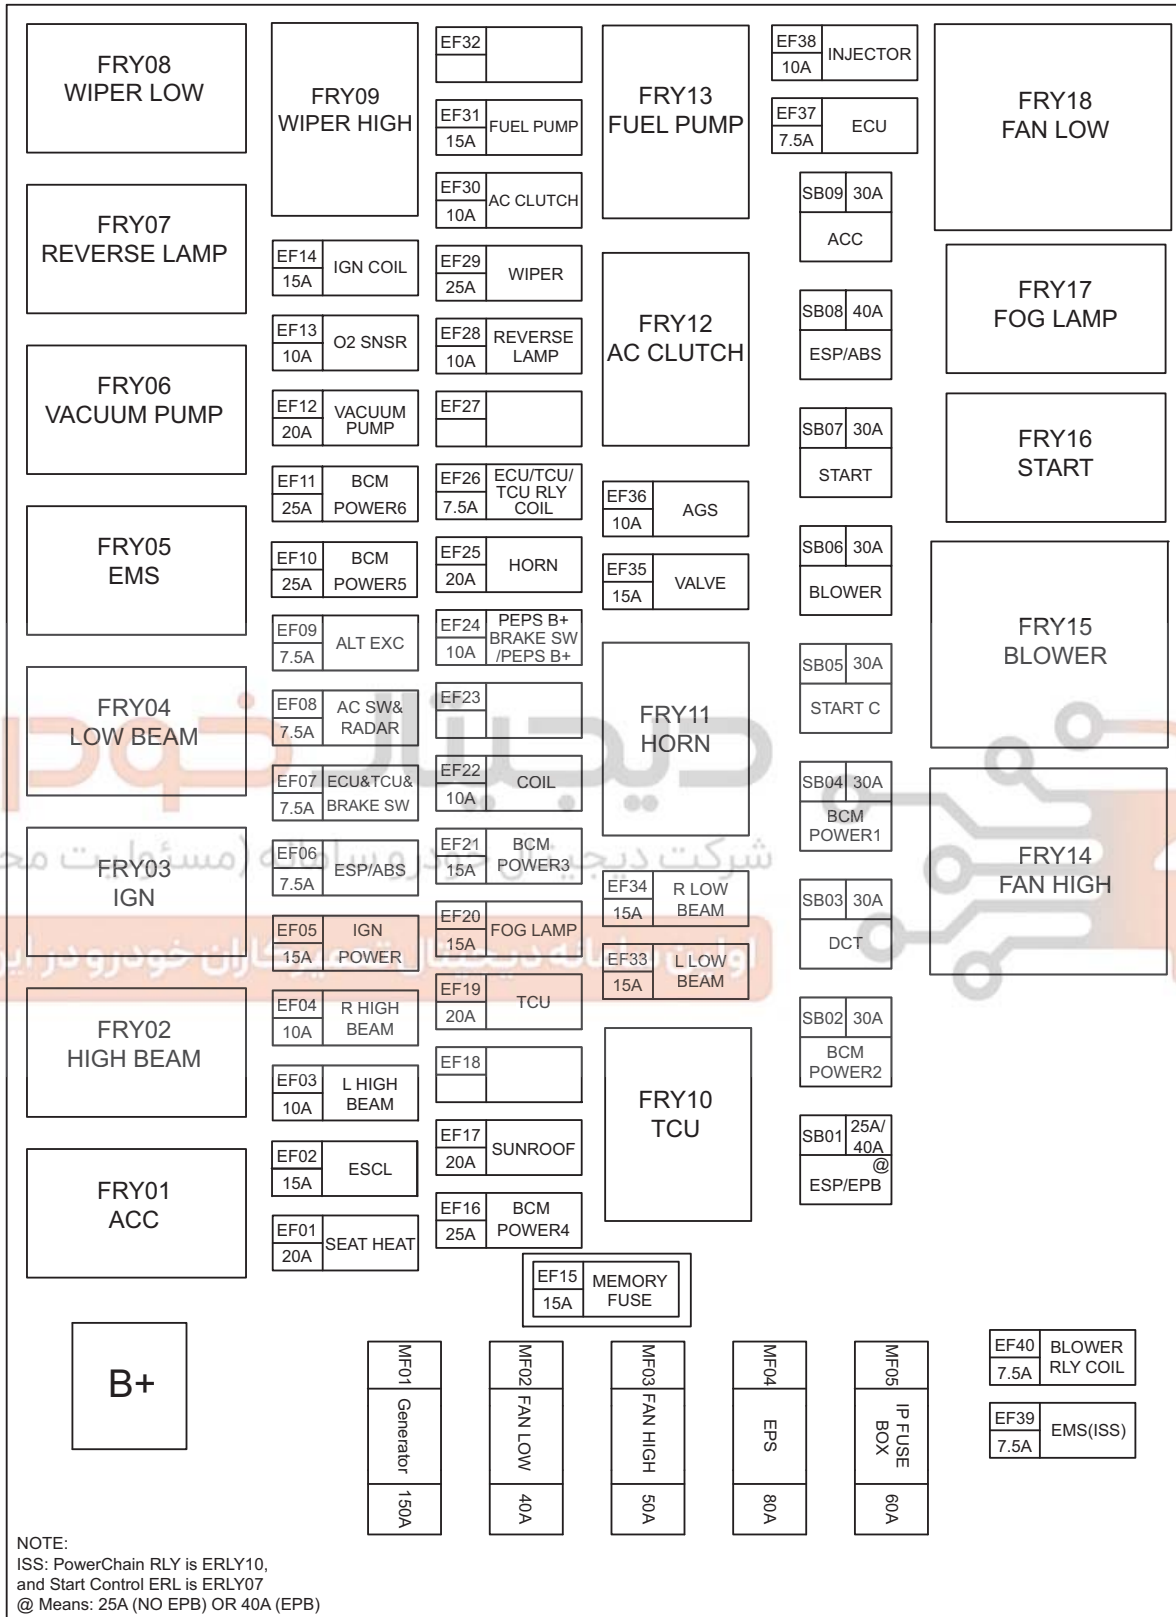 FRY08
WIPER LOW
FRY07
REVERSE LAMP
FRY06
VACUUM PUMP
FRY05
EMS
FRY04
LOW BEAM
FRY03
IGN
FRY02
HIGH BEAM
FRY01
ACC
B+
FRY09
WIPER HIGH
EF14
15A
IGN COIL
EF13
10A
O2 SNSR
EF12
20A
VACUUM
PUMP
EF11
25A
BCM
POWER6
EF10
25A
BCM
POWER5
EF09
7.5A
ALT EXC
EF08
7.5A
AC SW&
RADAR
EF07
7.5A
ECU&TCU&
BRAKE SW
EF06
7.5A
ESP/ABS
EF05
15A
IGN
POWER
EF04
10A
R HIGH
BEAM
EF03
10A
L HIGH
BEAM
EF02
15A
ESCL
EF01
20A
SEAT HEAT
EF32
EF31
15A
FUEL PUMP
EF30
10A
AC CLUTCH
EF29
25A
WIPER
EF28
10A
REVERSE
LAMP
EF27
EF26
7.5A
ECU/TCU/
TCU RLY
COIL
EF25
20A
HORN
EF24
10A
PEPS B+
BRAKE SW
/PEPS B+
EF23
EF22
10A
COIL
EF21
15A
BCM
POWER3
EF20
15A
FOG LAMP
EF19
20A
TCU
EF18
EF17
20A
SUNROOF
EF16
25A
BCM
POWER4
EF15
15A
MEMORY
FUSE
FRY13
FUEL PUMP
FRY12
AC CLUTCH
EF36
10A
AGS
EF35
15A
VALVE
FRY11
HORN
EF34
15A
R LOW
BEAM
EF33
15A
L LOW
BEAM
FRY10
TCU
EF38
10A
INJECTOR
EF37
7.5A
ECU
SB09 30A
ACC
SB08 40A
ESP/ABS
SB07 30A
START
SB06 30A
BLOWER
SB05 30A
START C
SB04 30A
BCM
POWER1
SB03 30A
DCT
SB02 30A
BCM
POWER2
SB01 25A/
40A
@
ESP/EPB
FRY18
FAN LOW
FRY17
FOG LAMP
FRY16
START
FRY15
BLOWER
FRY14
FAN HIGH
MF01
Generator
150A
MF02
FAN LOW
40A
MF03
FAN HIGH
50A
MF04
EPS
80A
MF05
IP FUSE
BOX
60A
EF40
7.5A
BLOWER
RLY COIL
EF39
7.5A
EMS(ISS)
دیجیتال خودرو
شرکت دیجیتال خودرو سامانه (مسئولیت
اولین سامانه دیجیتال تعمیرکاران خودرو در
NOTE:
ISS: PowerChain RLY is ERLY10,
and Start Control ERL is ERLY07
@ Means: 25A (NO EPB) OR 40A (EPB)